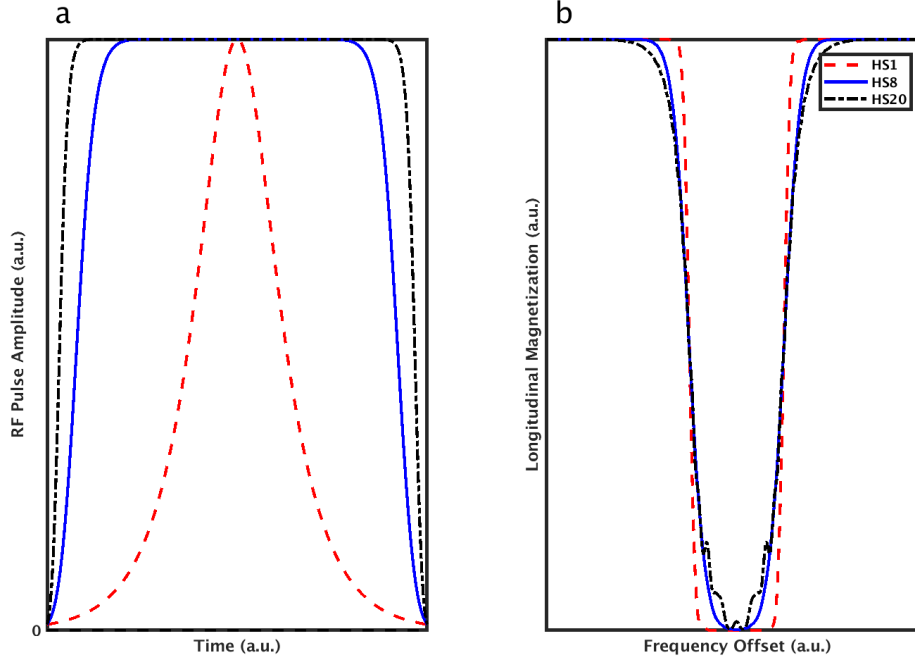 a
b
RF Pulse Amplitude (a.u.)
0
Time (a.u.)
Longitudinal Magnetization (a.u.)
HS1
HS8
HS20
Frequency Offset (a.u.)